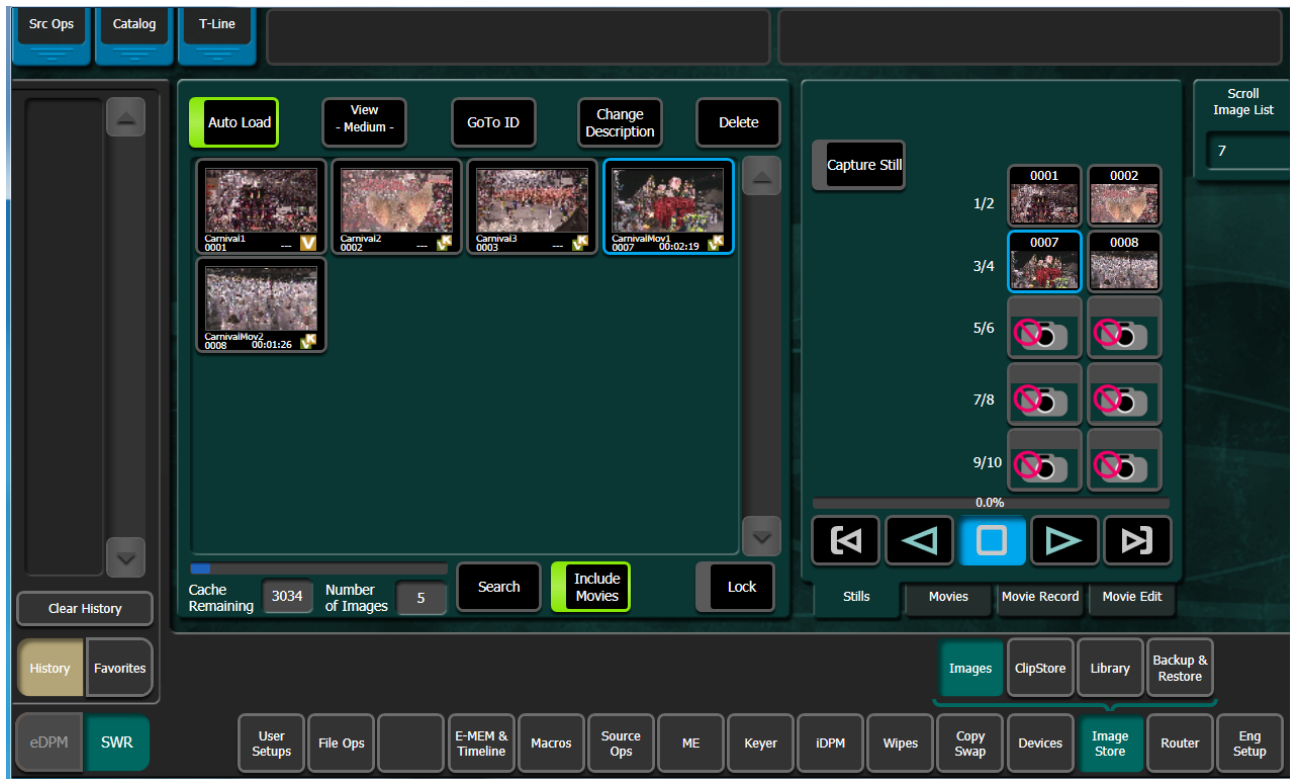 Src Ops
Catalog
T-Line
Auto Load
View
- Medium -
GoTo ID
Change
Description
Delete
Scroll
Image List
7
Carnival1
0001 ---
V
Carnival2
0002 ---
VK
Carnival3
0003 ---
VK
CarnivalMov1
0007 00:02:19
VK
CarnivalMov2
0008 00:01:26
VK
Capture Still
0001 0002
1/2
0007 0008
3/4
5/6
7/8
9/10
0.0%
Cache
Remaining
3034
Number
of Images
5
Search
Include
Movies
Lock
Stills
Movies
Movie Record
Movie Edit
Clear History
History
Favorites
Images
ClipStore
Library
Backup &
Restore
eDPM
SWR
User
Setups
File Ops
E-MEM &
Timeline
Macros
Source
Ops
ME
Keyer
iDPM
Wipes
Copy
Swap
Devices
Image
Store
Router
Eng
Setup